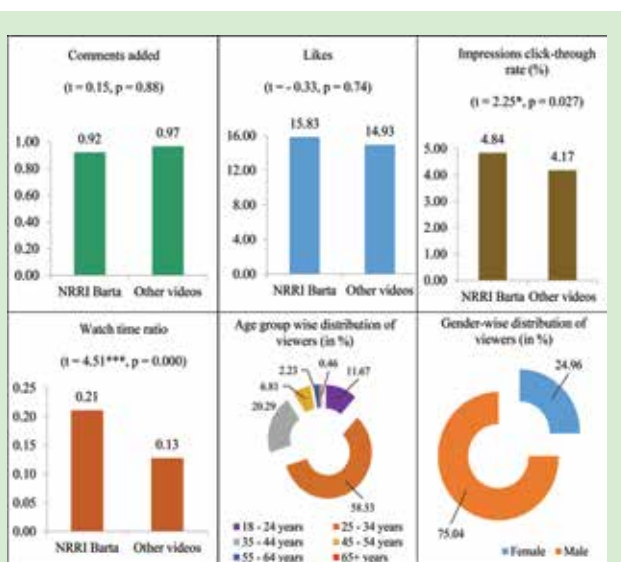 Comments added
(t = 0.15, p = 0.88)
1.00
0.80
0.60
0.40
0.20
0.00
0.92
0.97
NRRI Barta Other videos
Likes
(t = - 0.33, p = 0.74)
16.00
12.00
8.00
4.00
0.00
15.83
14.93
NRRI Barta Other videos
Impressions click-through
rate (%)
(t = 2.25*, p = 0.027)
5.00
4.00
3.00
2.00
1.00
0.00
4.84
4.17
NRRI Barta Other videos
Watch time ratio
(t = 4.51***, p = 0.000)
0.25
0.20
0.15
0.10
0.05
0.00
0.21
0.13
NRRI Barta Other videos
Age group wise distribution of
viewers (in %)
2.23
0.46
11.67
20.29
58.53
18 - 24 years 25 - 34 years
35 - 44 years 45 - 54 years
55 - 64 years 65+ years
Gender-wise distribution of
viewers (in %)
24.96
75.04
Female Male